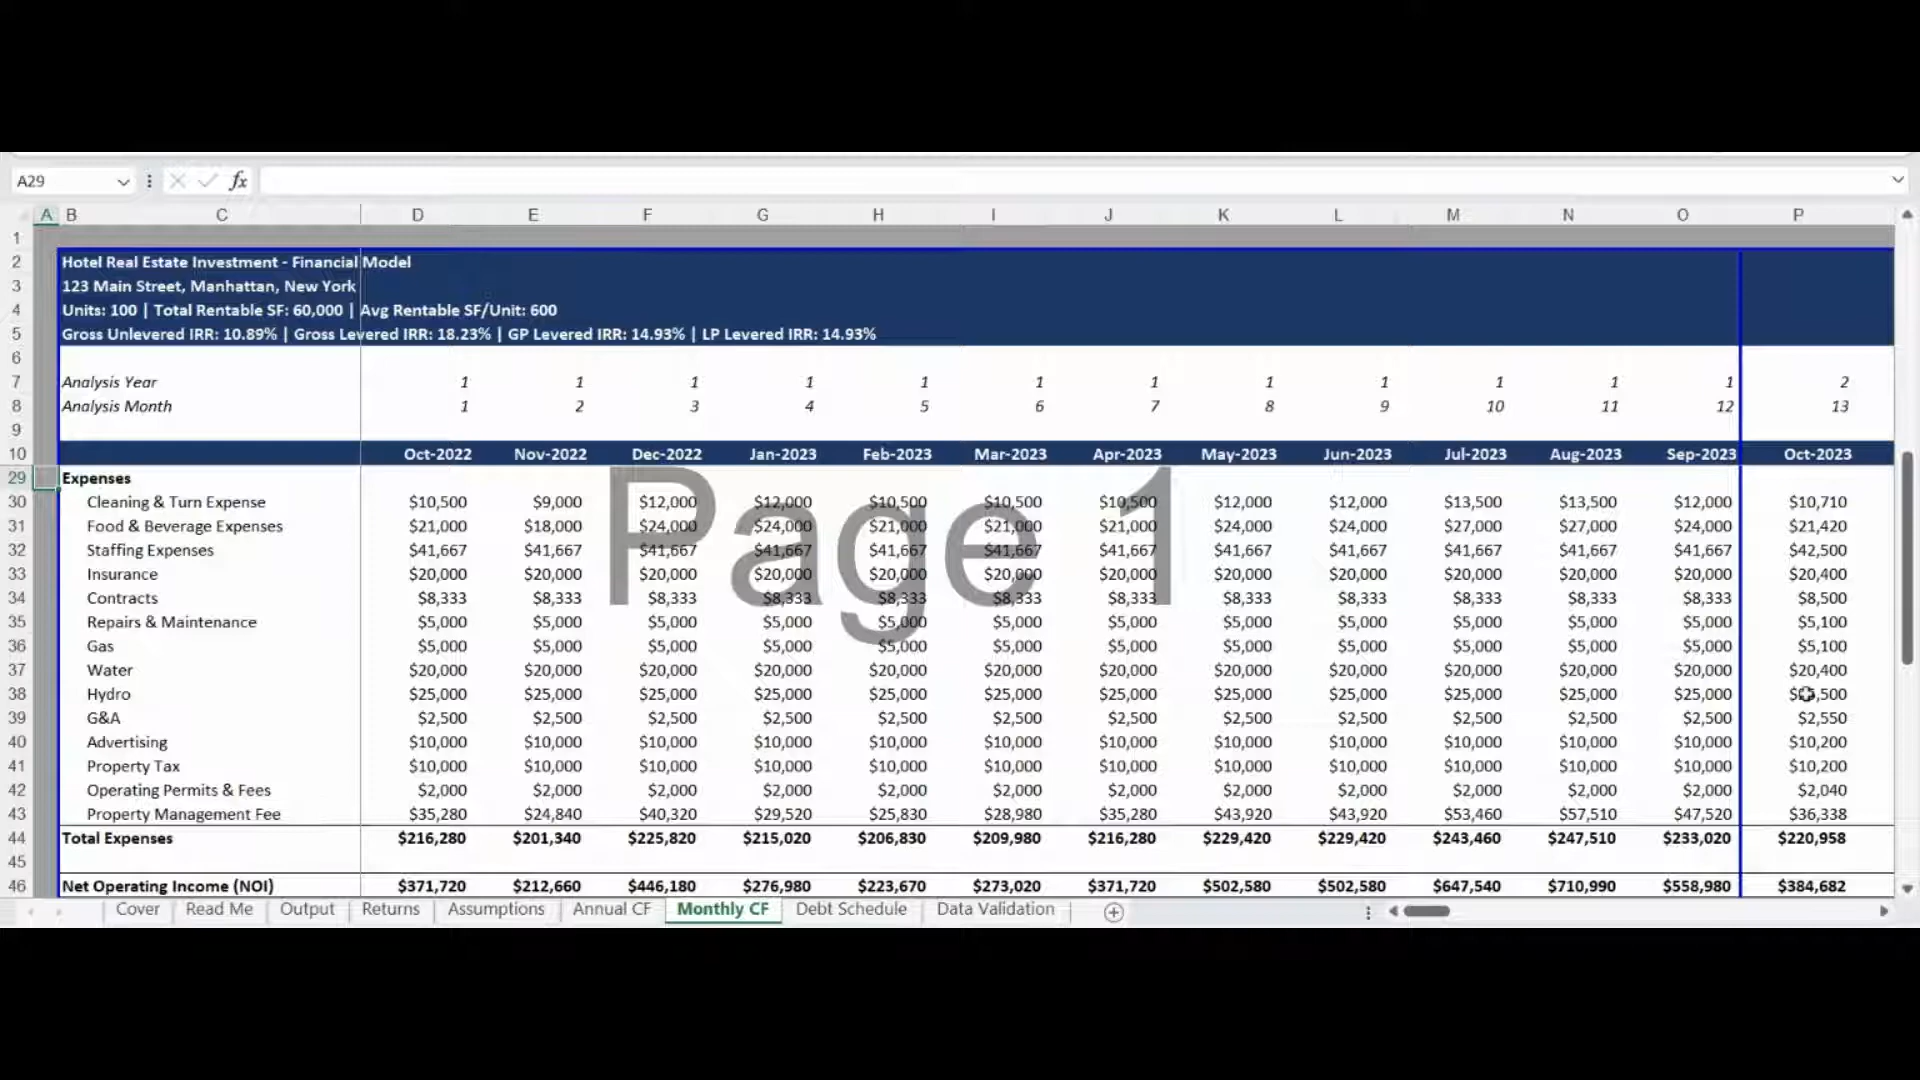 A29 fx
A B C D E F G H I J K L M N O P
1
2 Hotel Real Estate Investment - Financial Model
3 123 Main Street, Manhattan, New York
4 Units: 100 | Total Rentable SF: 60,000 | Avg Rentable SF/Unit: 600
5 Gross Unlevered IRR: 10.89% | Gross Levered IRR: 18.23% | GP Levered IRR: 14.93% | LP Levered IRR: 14.93%
6
7 Analysis Year 1 1 1 1 1 1 1 1 1 1 1 1 2
8 Analysis Month 1 2 3 4 5 6 7 8 9 10 11 12 13
9
10 Oct-2022 Nov-2022 Dec-2022 Jan-2023 Feb-2023 Mar-2023 Apr-2023 May-2023 Jun-2023 Jul-2023 Aug-2023 Sep-2023 Oct-2023
29 Expenses
30 Cleaning & Turn Expense $10,500 $9,000 $12,000 $12,000 $10,500 $10,500 $10,500 $12,000 $12,000 $13,500 $13,500 $12,000 $10,710
31 Food & Beverage Expenses $21,000 $18,000 $24,000 $24,000 $21,000 $21,000 $21,000 $24,000 $24,000 $27,000 $27,000 $24,000 $21,420
32 Staffing Expenses $41,667 $41,667 $41,667 $41,667 $41,667 $41,667 $41,667 $41,667 $41,667 $41,667 $41,667 $41,667 $42,500
Page 1
33 Insurance $20,000 $20,000 $20,000 $20,000 $20,000 $20,000 $20,000 $20,000 $20,000 $20,000 $20,000 $20,000 $20,400
34 Contracts $8,333 $8,333 $8,333 $8,333 $8,333 $8,333 $8,333 $8,333 $8,333 $8,333 $8,333 $8,333 $8,500
35 Repairs & Maintenance $5,000 $5,000 $5,000 $5,000 $5,000 $5,000 $5,000 $5,000 $5,000 $5,000 $5,000 $5,000 $5,100
36 Gas $5,000 $5,000 $5,000 $5,000 $5,000 $5,000 $5,000 $5,000 $5,000 $5,000 $5,000 $5,000 $5,100
37 Water $20,000 $20,000 $20,000 $20,000 $20,000 $20,000 $20,000 $20,000 $20,000 $20,000 $20,000 $20,000 $20,400
38 Hydro $25,000 $25,000 $25,000 $25,000 $25,000 $25,000 $25,000 $25,000 $25,000 $25,000 $25,000 $25,000
39 G&A $2,500 $2,500 $2,500 $2,500 $2,500 $2,500 $2,500 $2,500 $2,500 $2,500 $2,500 $2,500 $2,550
40 Advertising $10,000 $10,000 $10,000 $10,000 $10,000 $10,000 $10,000 $10,000 $10,000 $10,000 $10,000 $10,000 $10,200
41 Property Tax $10,000 $10,000 $10,000 $10,000 $10,000 $10,000 $10,000 $10,000 $10,000 $10,000 $10,000 $10,000 $10,200
42 Operating Permits & Fees $2,000 $2,000 $2,000 $2,000 $2,000 $2,000 $2,000 $2,000 $2,000 $2,000 $2,000 $2,000 $2,040
43 Property Management Fee $35,280 $24,840 $40,320 $29,520 $25,830 $28,980 $35,280 $43,920 $43,920 $53,460 $57,510 $47,520 $36,338
44 Total Expenses $216,280 $201,340 $225,820 $215,020 $206,830 $209,980 $216,280 $229,420 $229,420 $243,460 $247,510 $233,020 $220,958
45
46 Net Operating Income (NOI) $371,720 $212,660 $446,180 $276,980 $223,670 $273,020 $371,720 $502,580 $502,580 $647,540 $710,990 $558,980 $384,682
Cover Read Me Output Returns Assumptions Annual CF Monthly CF Debt Schedule Data Validation